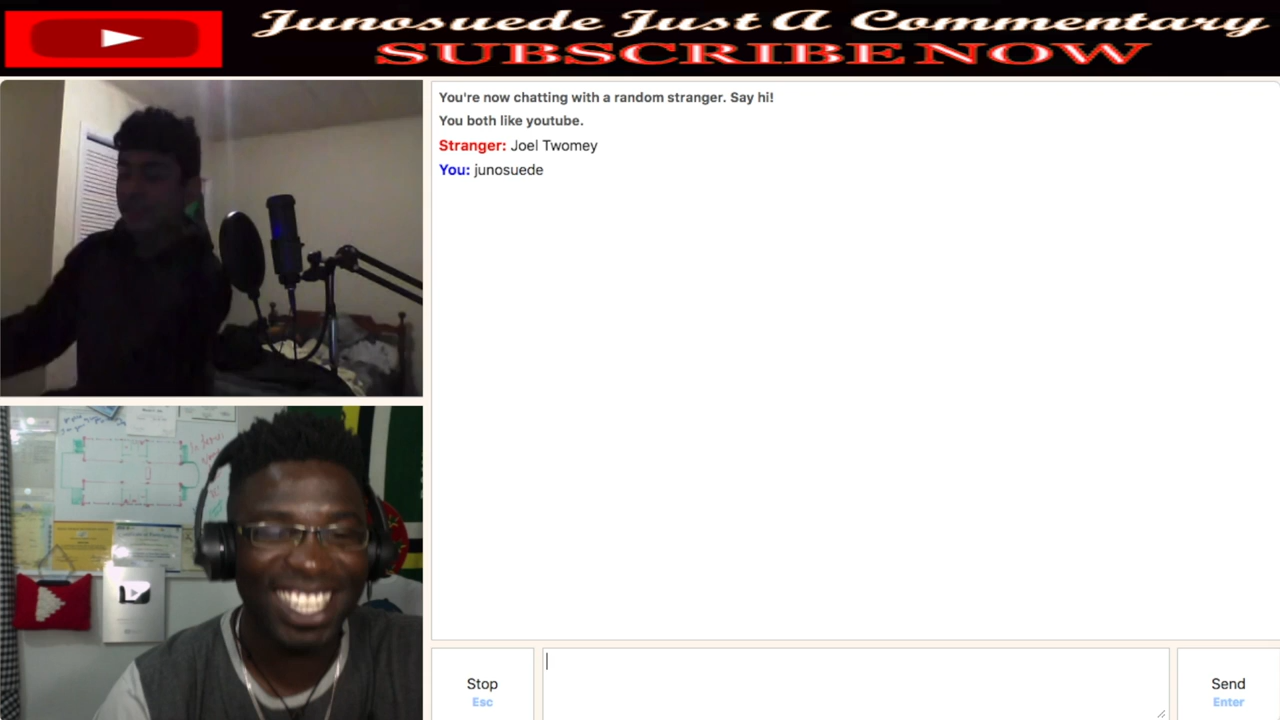 Junosuede Just A Commentary
SUBSCRIBE NOW
You're now chatting with a random stranger. Say hi!
You both like youtube.
Stranger: Joel Twomey
You: junosuede
Stop
Esc
Send
Enter